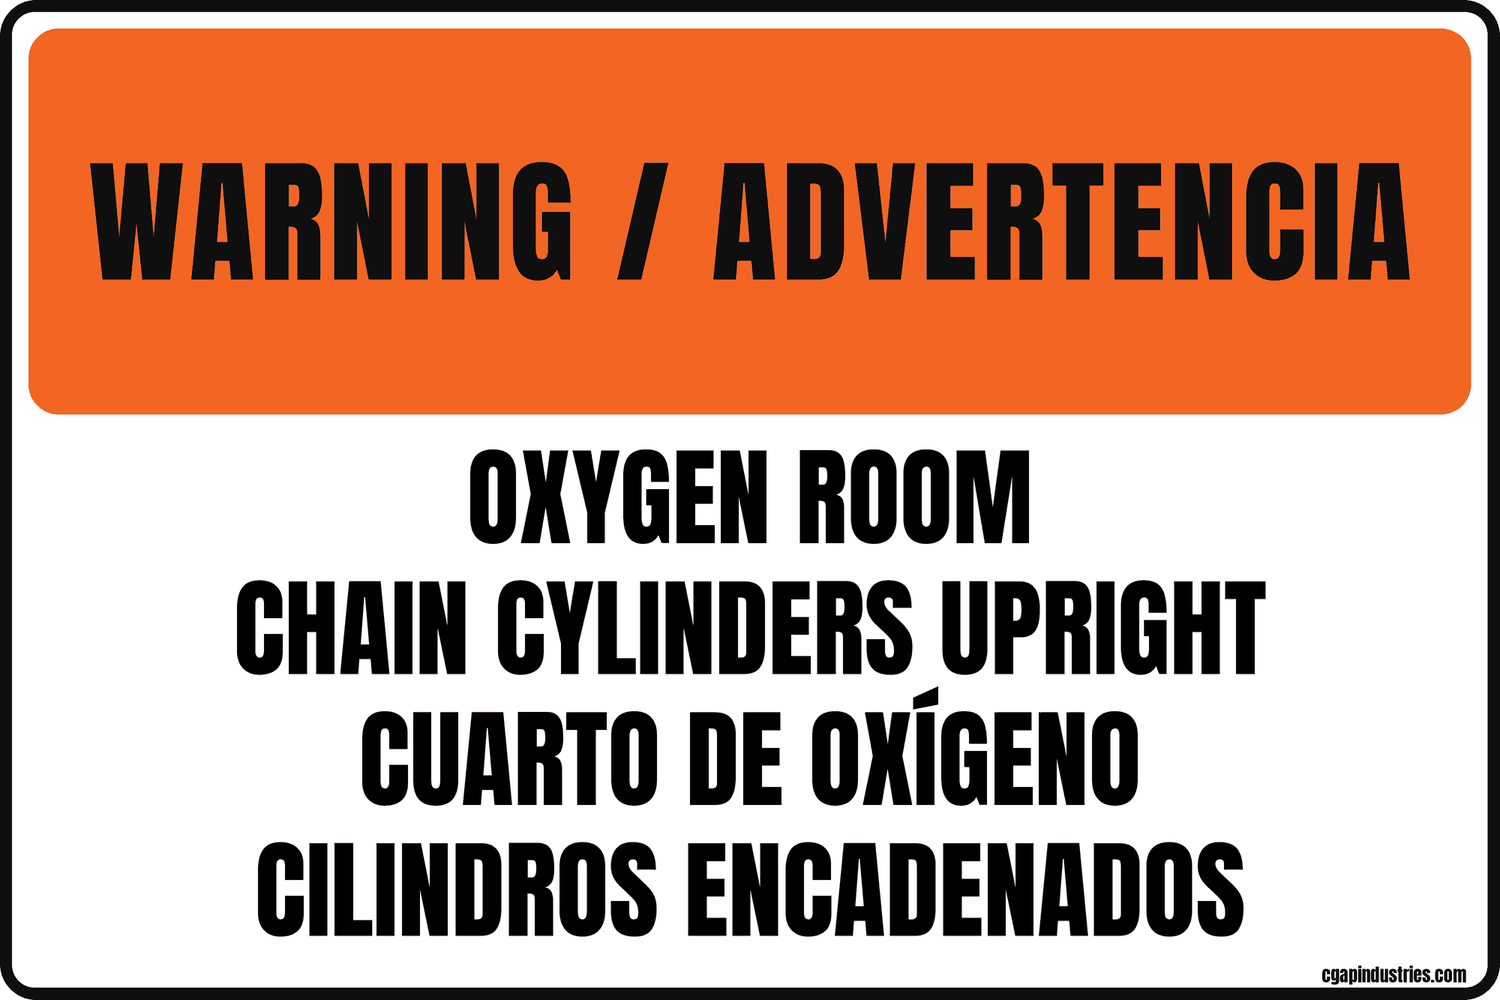 WARNING / ADVERTENCIA
OXYGEN ROOM
CHAIN CYLINDERS UPRIGHT
CUARTO DE OXÍGENO
CILINDROS ENCADENADOS
cgapindustries.com